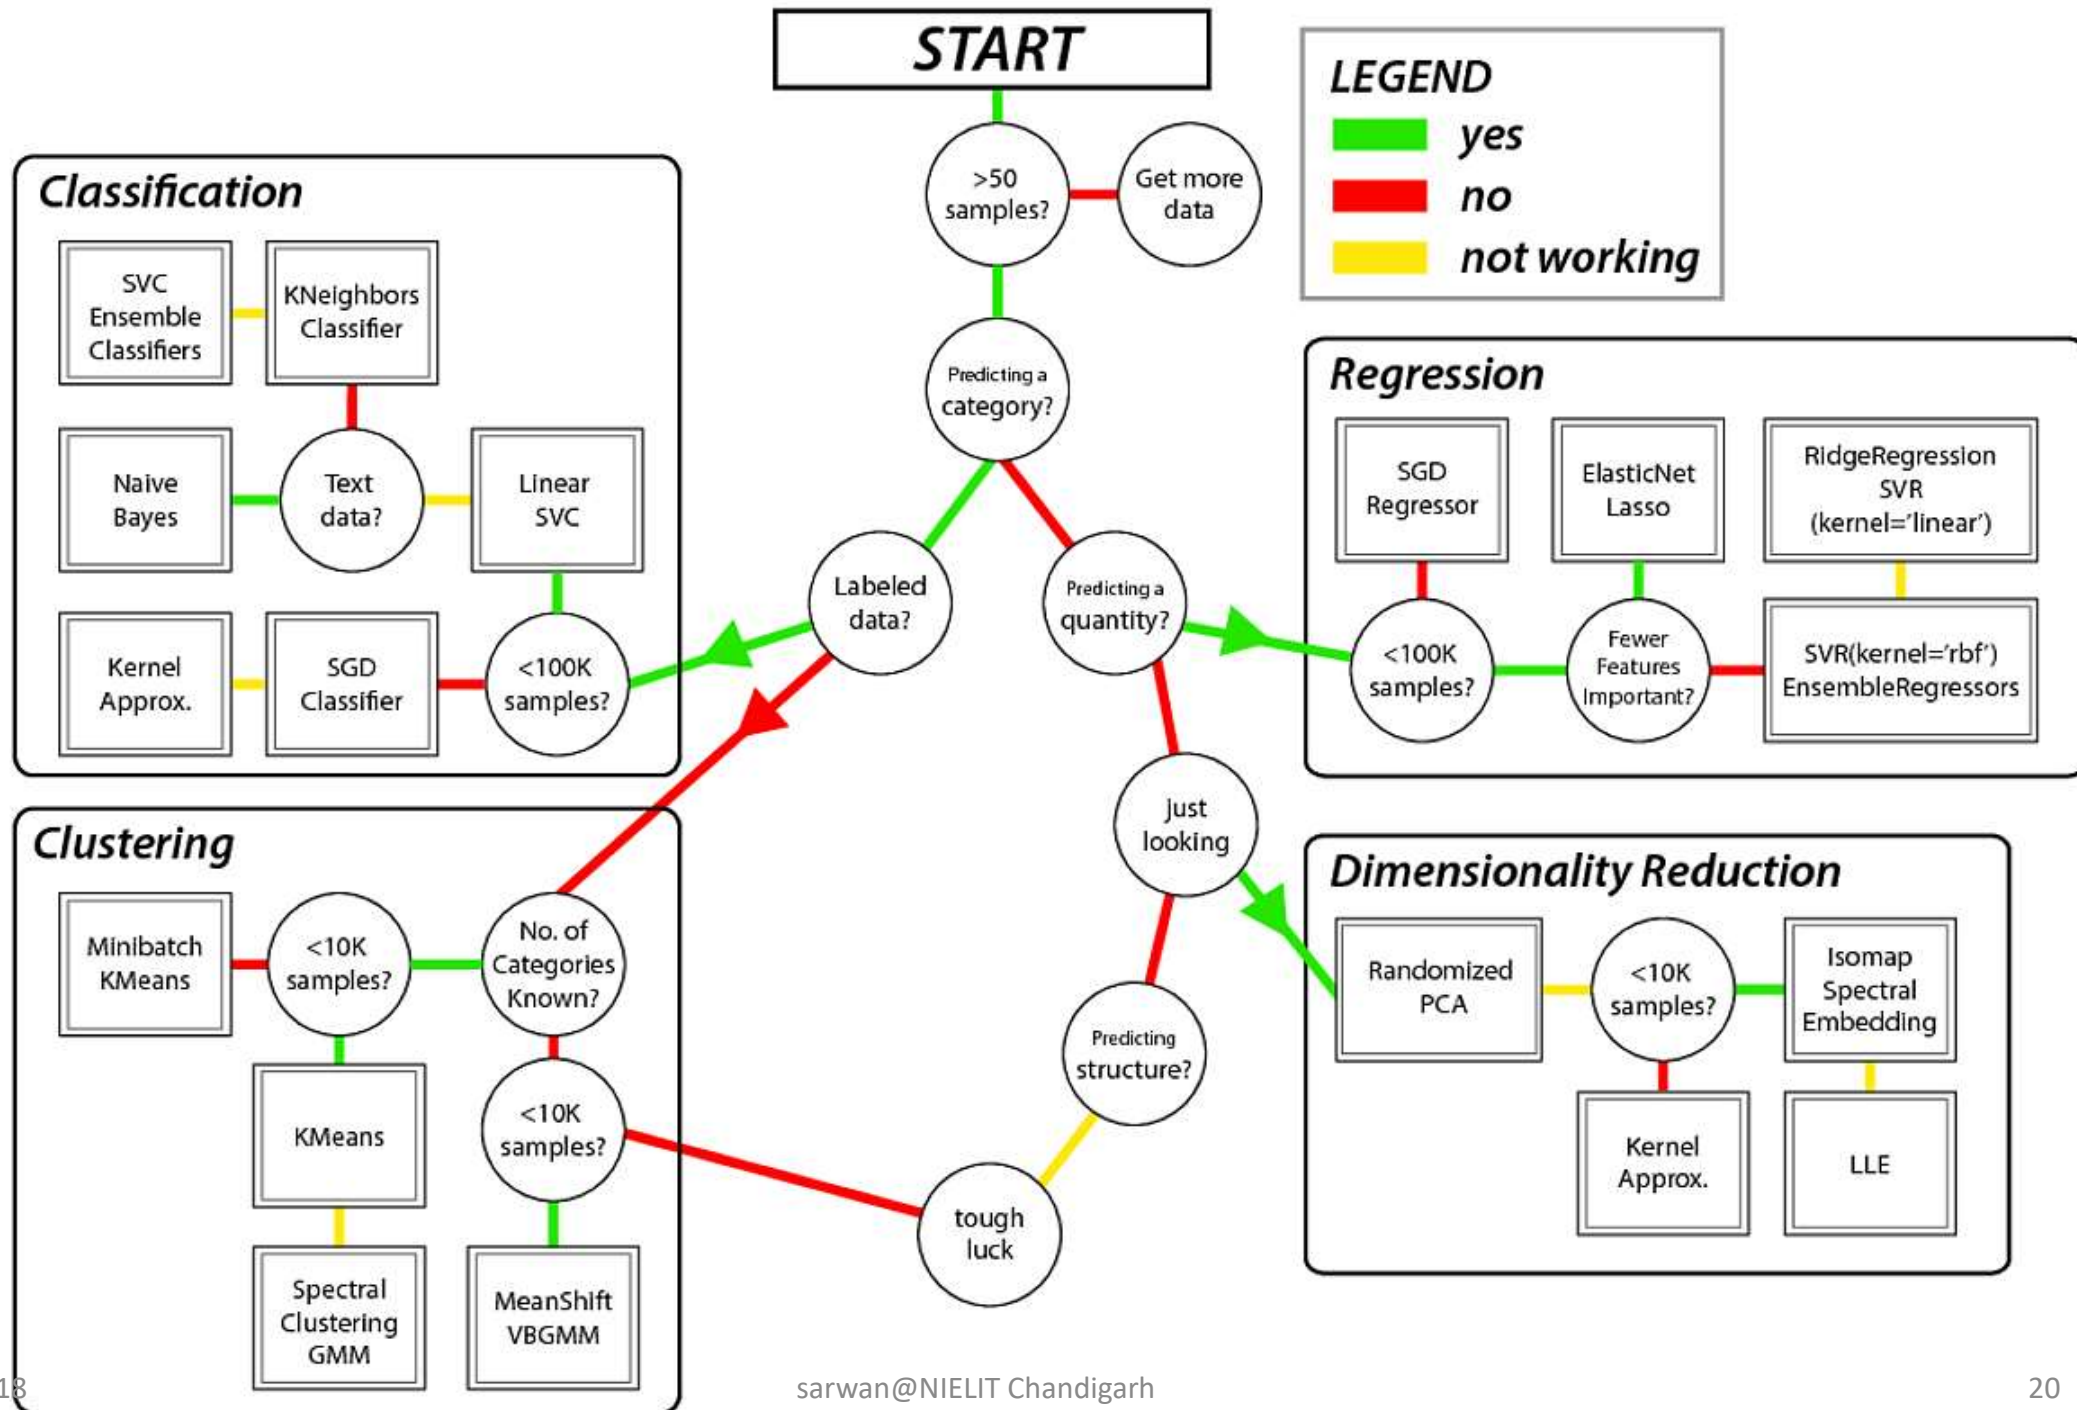 START
LEGEND
yes
no
not working
>50
samples?
Get more
data
Predicting a
category?
Labeled
data?
Predicting a
quantity?
Just
looking
Predicting
structure?
tough
luck
Classification
SVC
Ensemble
Classifiers
KNeighbors
Classifier
Naive
Bayes
Text
data?
Linear
SVC
Kernel
Approx.
SGD
Classifier
<100K
samples?
Regression
SGD
Regressor
ElasticNet
Lasso
RidgeRegression
SVR
(kernel='linear')
<100K
samples?
Fewer
Features
Important?
SVR(kernel='rbf')
EnsembleRegressors
Clustering
Minibatch
KMeans
<10K
samples?
No. of
Categories
Known?
KMeans
<10K
samples?
Spectral
Clustering
GMM
MeanShift
VBGMM
Dimensionality Reduction
Randomized
PCA
<10K
samples?
Isomap
Spectral
Embedding
Kernel
Approx.
LLE
18
sarwan@NIELIT Chandigarh
20